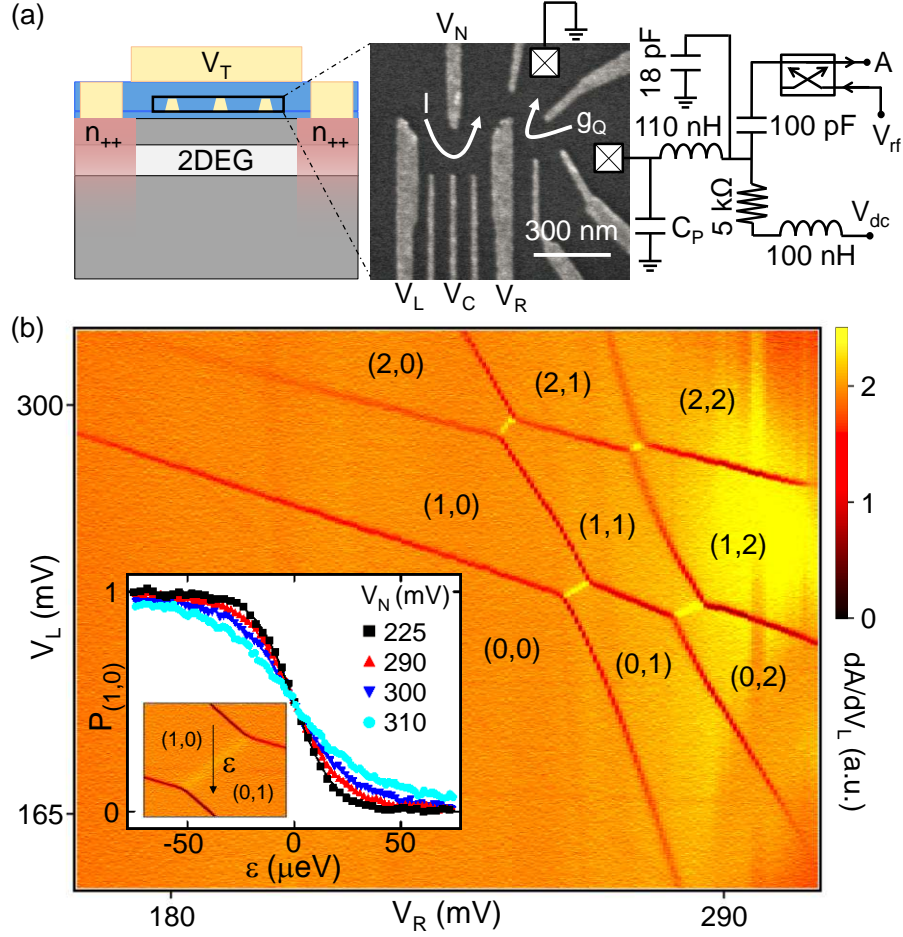 (a)
V_T
n_++
n_++
2DEG
V_N
I
g_Q
300 nm
V_L
V_C
V_R
18 pF
110 nH
C_P
5 kΩ
100 nH
100 pF
A
V_rf
V_dc
(b)
V_L (mV)
300
165
180
V_R (mV)
290
(2,0)
(2,1)
(2,2)
(1,0)
(1,1)
(1,2)
(0,0)
(0,1)
(0,2)
2
1
0
dA/dV_L (a.u.)
P_(1,0)
1
0
-50
0
50
ε (μeV)
V_N (mV)
225
290
300
310
(1,0)
ε
(0,1)